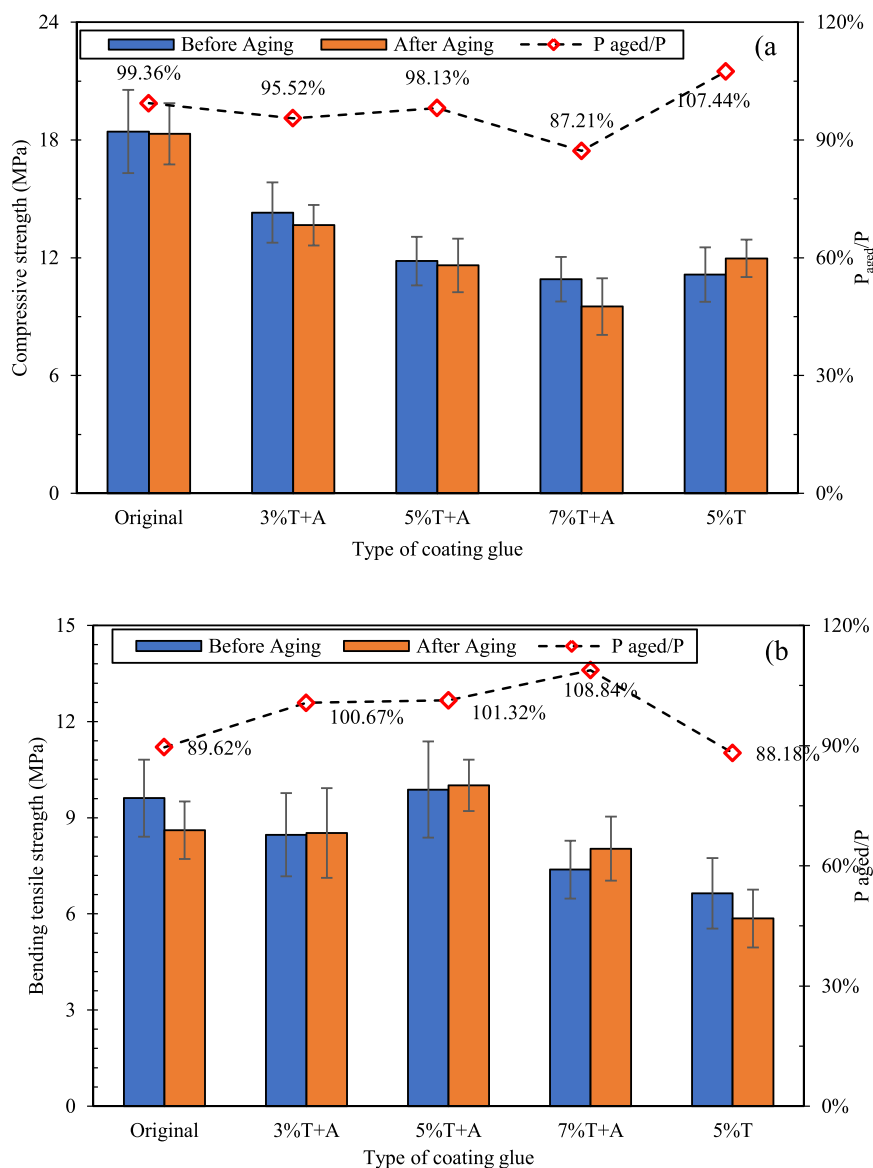 24
120%
Before Aging
After Aging
P aged/P
(a
99.36%
95.52%
98.13%
87.21%
107.44%
18
90%
12
60%
6
30%
0
0%
Compressive strength (MPa)
P aged/P
Original
3%T+A
5%T+A
7%T+A
5%T
Type of coating glue
15
120%
Before Aging
After Aging
P aged/P
(b
89.62%
100.67%
101.32%
108.84%
88.18%
12
90%
9
60%
6
30%
3
0
0%
Bending tensile strength (MPa)
P aged/P
Original
3%T+A
5%T+A
7%T+A
5%T
Type of coating glue